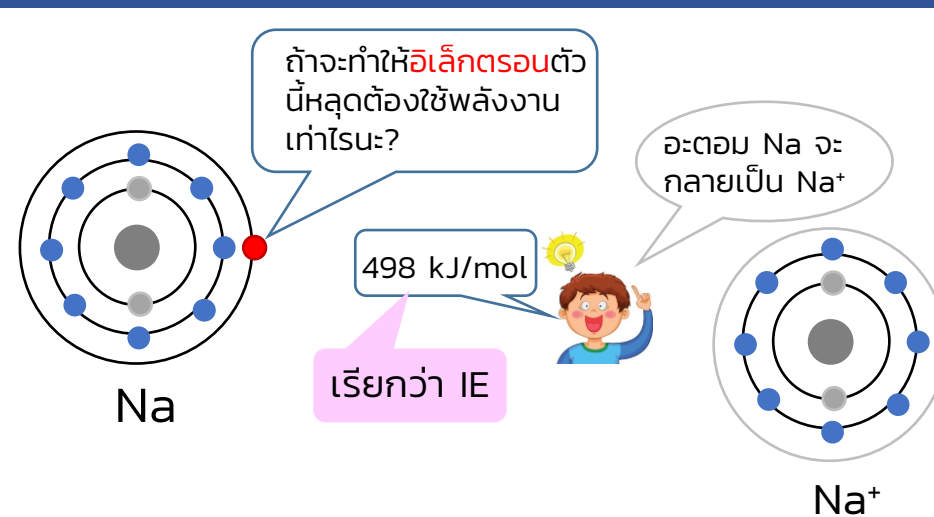 ถ้าจะทำให้อิเล็กตรอนตัว
นี้หลุดต้องใช้พลังงาน
เท่าไรนะ?
อะตอม Na จะ
กลายเป็น Na⁺
498 kJ/mol
เรียกว่า IE
Na
Na⁺